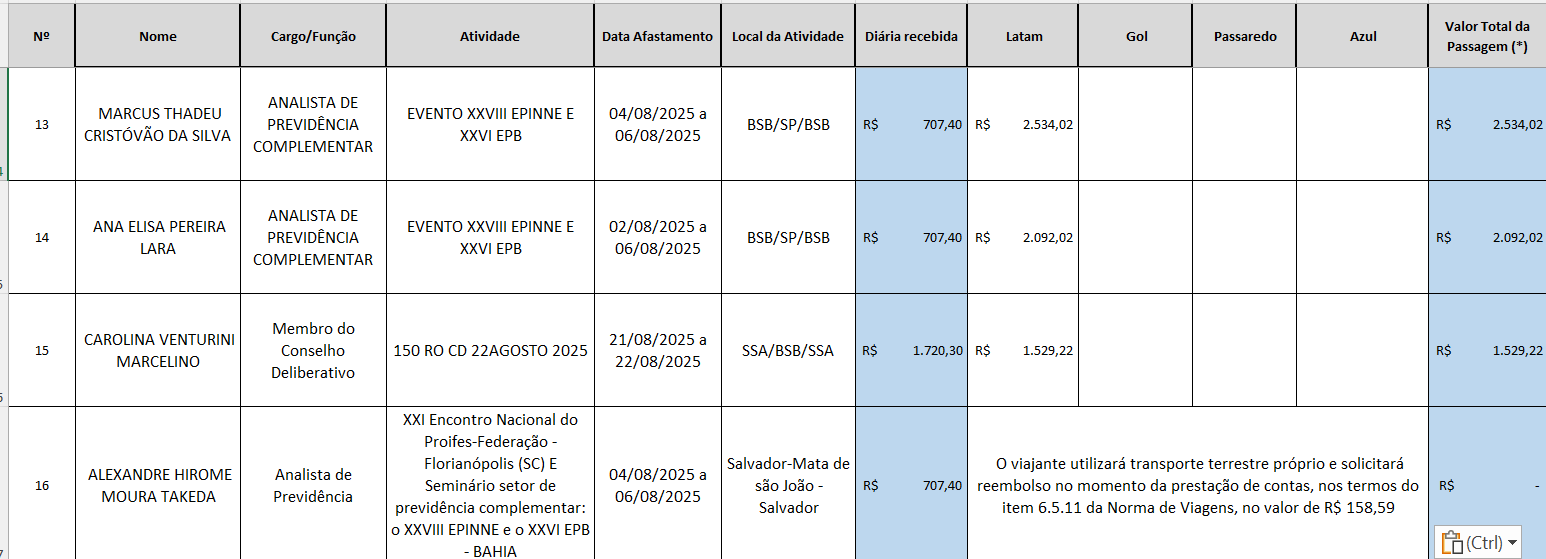 Nº Nome Cargo/Função Atividade Data Afastamento Local da Atividade Diária recebida Latam Gol Passaredo Azul Valor Total da
Passagem (*)
13 MARCUS THADEU
CRISTÓVÃO DA SILVA
ANALISTA DE
PREVIDÊNCIA
COMPLEMENTAR
EVENTO XXVIII EPINNE E
XXVI EPB
04/08/2025 a
06/08/2025
BSB/SP/BSB
R$ 707,40
R$ 2.534,02
R$ 2.534,02
14 ANA ELISA PEREIRA
LARA
ANALISTA DE
PREVIDÊNCIA
COMPLEMENTAR
EVENTO XXVIII EPINNE E
XXVI EPB
02/08/2025 a
06/08/2025
BSB/SP/BSB
R$ 707,40
R$ 2.092,02
R$ 2.092,02
15 CAROLINA VENTURINI
MARCELINO
Membro do
Conselho
Deliberativo
150 RO CD 22AGOSTO 2025
21/08/2025 a
22/08/2025
SSA/BSB/SSA
R$ 1.720,30
R$ 1.529,22
R$ 1.529,22
16 ALEXANDRE HIROME
MOURA TAKEDA
Analista de
Previdência
XXI Encontro Nacional do
Proifes-Federação -
Florianópolis (SC) E
Seminário setor de
previdência complementar:
o XXVIII EPINNE e o XXVI EPB
- BAHIA
04/08/2025 a
06/08/2025
Salvador-Mata de
são João -
Salvador
R$ 707,40
O viajante utilizará transporte terrestre próprio e solicitará
reembolso no momento da prestação de contas, nos termos do
item 6.5.11 da Norma de Viagens, no valor de R$ 158,59
R$ -
(Ctrl)